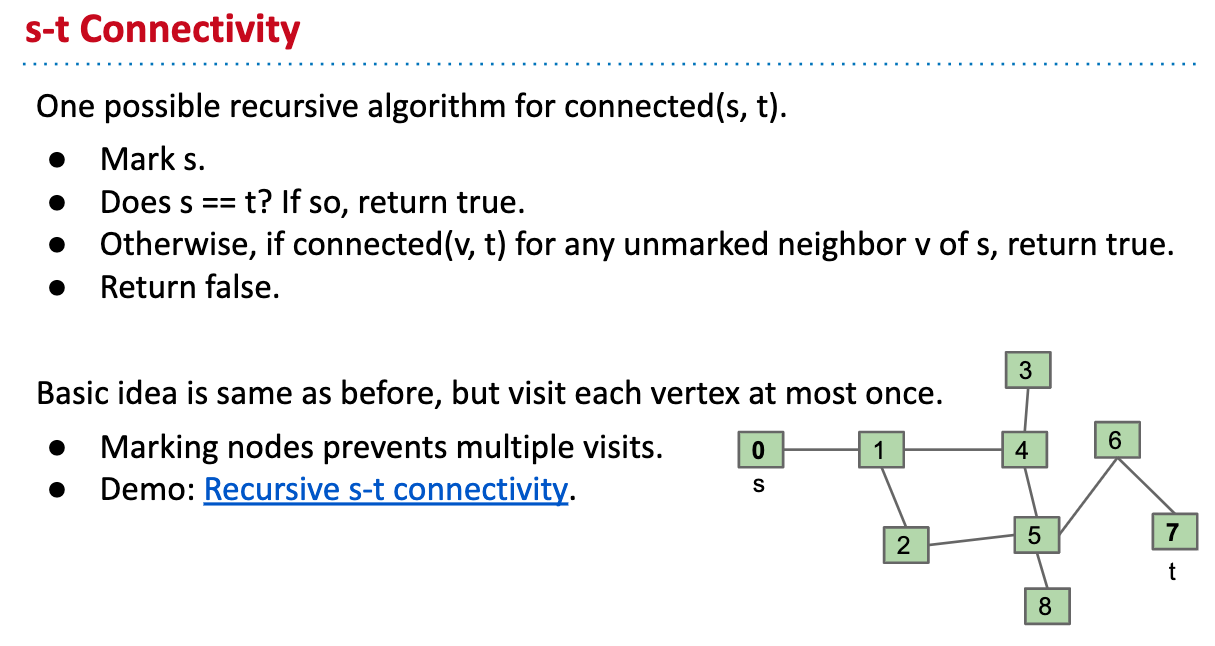 s-t Connectivity
One possible recursive algorithm for connected(s, t).
● Mark s.
● Does s == t? If so, return true.
● Otherwise, if connected(v, t) for any unmarked neighbor v of s, return true.
● Return false.
Basic idea is same as before, but visit each vertex at most once.
● Marking nodes prevents multiple visits.
● Demo: Recursive s-t connectivity.
3
0
1
4
6
s
2
5
7
t
8